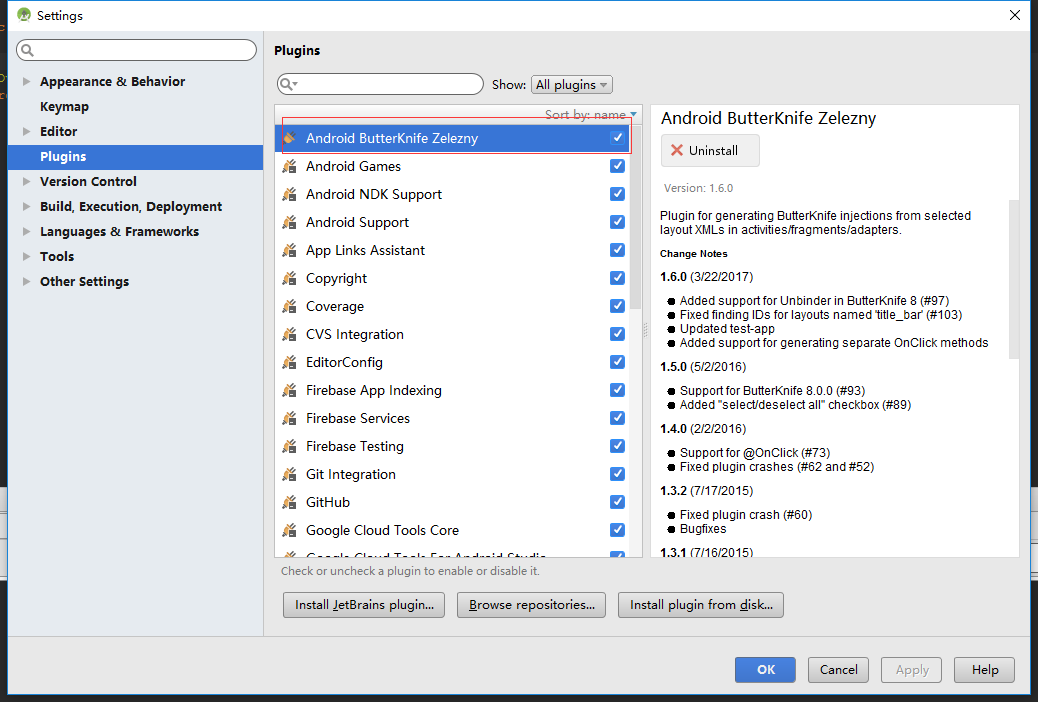 Settings
Appearance & Behavior
Keymap
Editor
Plugins
Version Control
Build, Execution, Deployment
Languages & Frameworks
Tools
Other Settings
Plugins
Show: All plugins
Sort by: name
Android ButterKnife Zelezny
Android Games
Android NDK Support
Android Support
App Links Assistant
Copyright
Coverage
CVS Integration
EditorConfig
Firebase App Indexing
Firebase Services
Firebase Testing
Git Integration
GitHub
Google Cloud Tools Core
Google Cloud Tools For Android Studio
Check or uncheck a plugin to enable or disable it.
Install JetBrains plugin...
Browse repositories...
Install plugin from disk...
Android ButterKnife Zelezny
Uninstall
Version: 1.6.0
Plugin for generating ButterKnife injections from selected
layout XMLs in activities/fragments/adapters.
Change Notes
1.6.0 (3/22/2017)
● Added support for Unbinder in ButterKnife 8 (#97)
● Fixed finding IDs for layouts named 'title_bar' (#103)
● Updated test-app
● Added support for generating separate OnClick methods
1.5.0 (5/2/2016)
● Support for ButterKnife 8.0.0 (#93)
● Added "select/deselect all" checkbox (#89)
1.4.0 (2/2/2016)
● Support for @OnClick (#73)
● Fixed plugin crashes (#62 and #52)
1.3.2 (7/17/2015)
● Fixed plugin crash (#60)
● Bugfixes
1.3.1 (7/16/2015)
OK
Cancel
Apply
Help